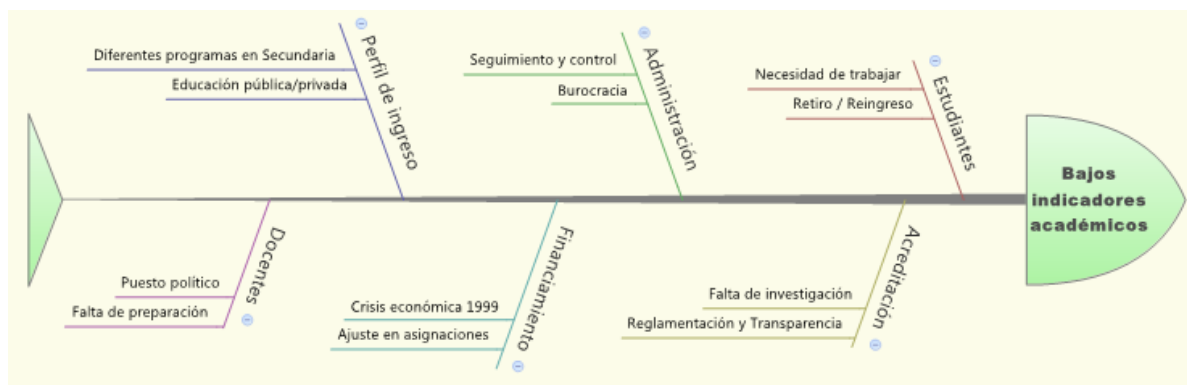 Perfil de ingreso
Diferentes programas en Secundaria
Educación pública/privada
Administración
Seguimiento y control
Burocracia
Estudiantes
Necesidad de trabajar
Retiro / Reingreso
Bajos
indicadores
académicos
Docentes
Puesto político
Falta de preparación
Financiamiento
Crisis económica 1999
Ajuste en asignaciones
Acreditación
Falta de investigación
Reglamentación y Transparencia